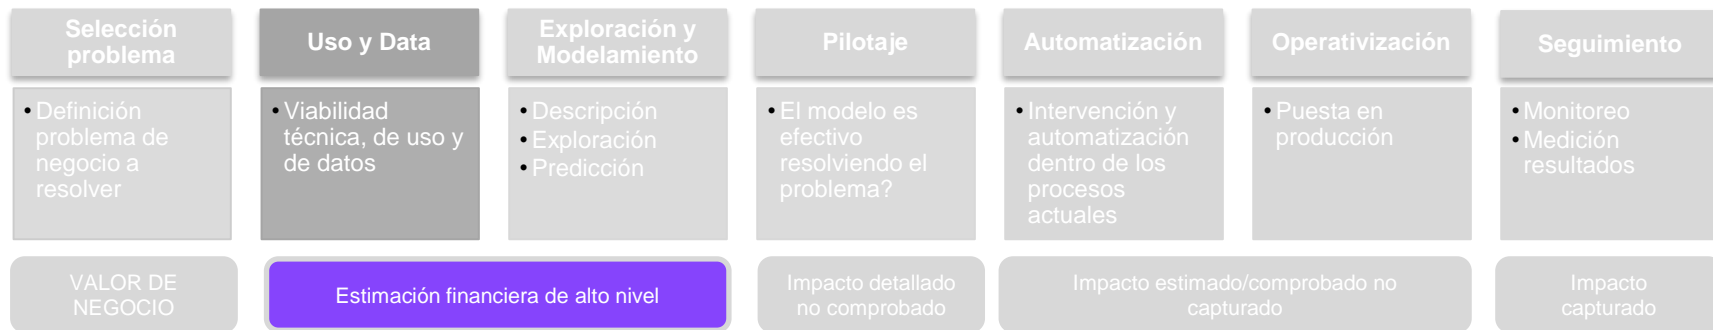 Selección
problema
Uso y Data
Exploración y
Modelamiento
Pilotaje
Automatización
Operativización
Seguimiento
• Definición
problema de
negocio a
resolver
• Viabilidad
técnica, de uso y
de datos
• Descripción
• Exploración
• Predicción
• El modelo es
efectivo
resolviendo el
problema?
• Intervención y
automatización
dentro de los
procesos
actuales
• Puesta en
producción
• Monitoreo
• Medición
resultados
VALOR DE
NEGOCIO
Estimación financiera de alto nivel
Impacto detallado
no comprobado
Impacto estimado/comprobado no
capturado
Impacto
capturado